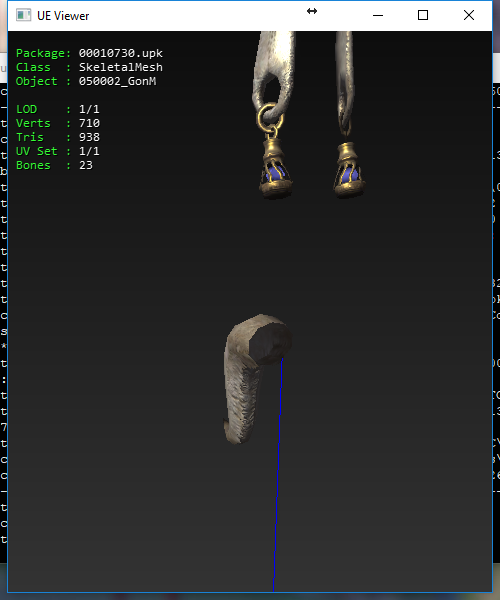 UE Viewer
Package: 00010730.upk
Class : SkeletalMesh
Object : 050002_GonM
LOD : 1/1
Verts : 710
Tris : 938
UV Set : 1/1
Bones : 23